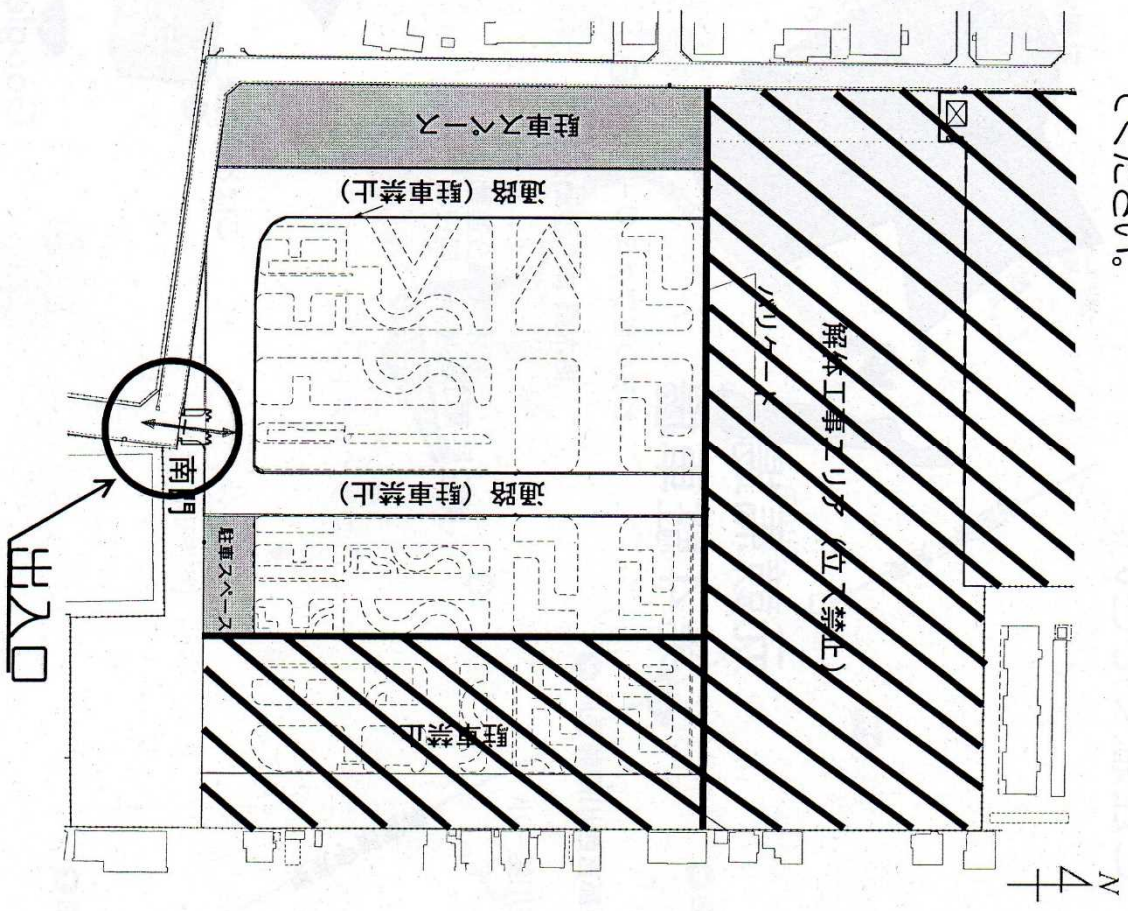 てください。
駐車スペース
通路（駐車禁止）
バリケード
解体工事エリア（立入禁止）
南門
通路（駐車禁止）
駐車スペース
駐車禁止
出入口
N